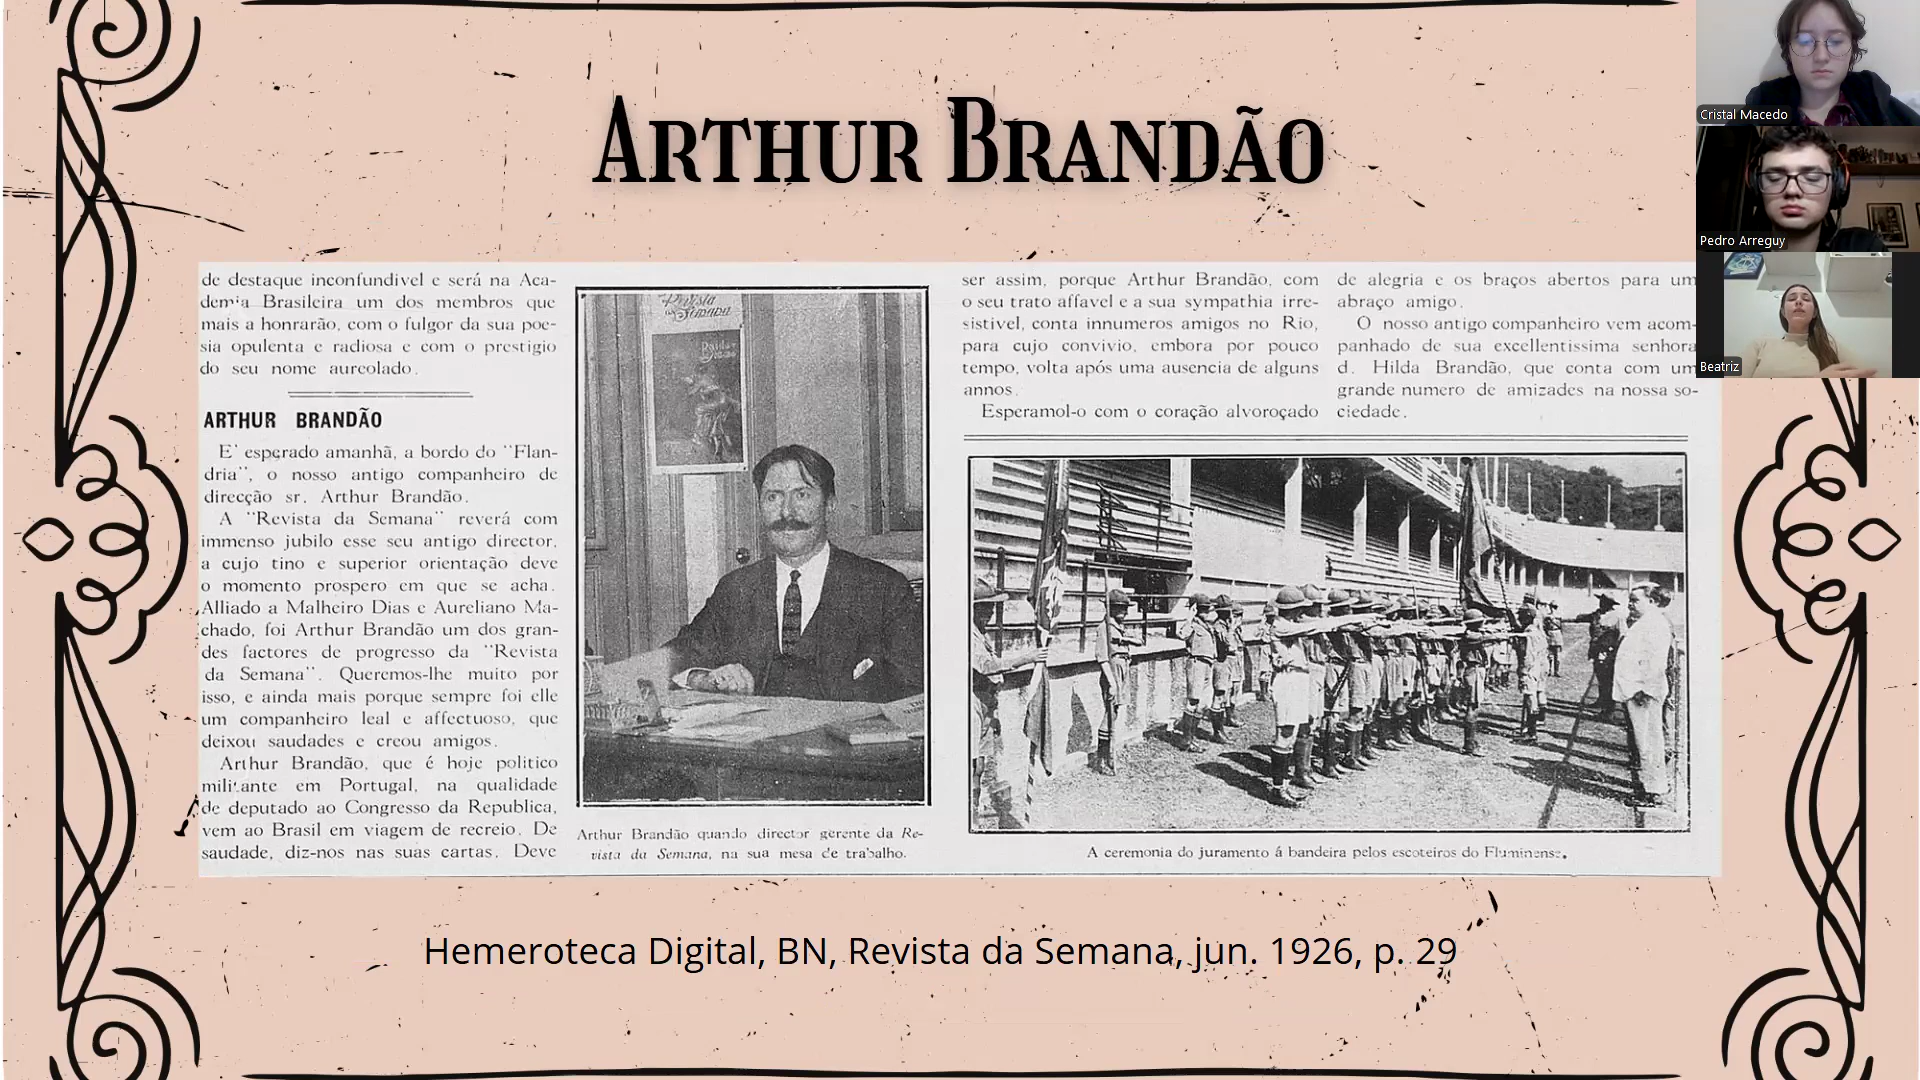 ARTHUR BRANDÃO
de destaque inconfundivel e será na Aca-
demia Brasileira um dos membros que
mais a honrarão, com o fulgor da sua poe-
sia opulenta e radiosa e com o prestigio
do seu nome aureolado.
ARTHUR BRANDÃO
E' esperado amanhã, a bordo do "Flan-
dria", o nosso antigo companheiro de
direcção sr. Arthur Brandão.
A "Revista da Semana" reverá com
immenso jubilo esse seu antigo director,
a cujo tino e superior orientação deve
o momento prospero em que se acha.
Alliado a Malheiro Dias e Aureliano Ma-
chado, foi Arthur Brandão um dos gran-
des factores de progresso da "Revista
da Semana". Queremos-lhe muito por
isso, e ainda mais porque sempre foi elle
um companheiro leal e affectuoso, que
deixou saudades e creou amigos.
Arthur Brandão, que é hoje politico
militante em Portugal, na qualidade
de deputado ao Congresso da Republica,
vem ao Brasil em viagem de recreio. De
saudade, diz-nos nas suas cartas. Deve
Revista
da Semana
Arthur Brandão quando director gerente da Re-
vista da Semana, na sua mesa de trabalho.
ser assim, porque Arthur Brandão, com
o seu trato affavel e a sua sympathia irre-
sistivel, conta innumeros amigos no Rio,
para cujo convivio, embora por pouco
tempo, volta após uma ausencia de alguns
annos.
Esperamol-o com o coração alvoroçado
de alegria e os braços abertos para um
abraço amigo.
O nosso antigo companheiro vem acom-
panhado de sua excellentissima senhora
d. Hilda Brandão, que conta com um
grande numero de amizades na nossa so-
ciedade.
A ceremonia do juramento á bandeira pelos escoteiros do Fluminense.
Hemeroteca Digital, BN, Revista da Semana, jun. 1926, p. 29
Cristal Macedo
Pedro Arreguy
Beatriz